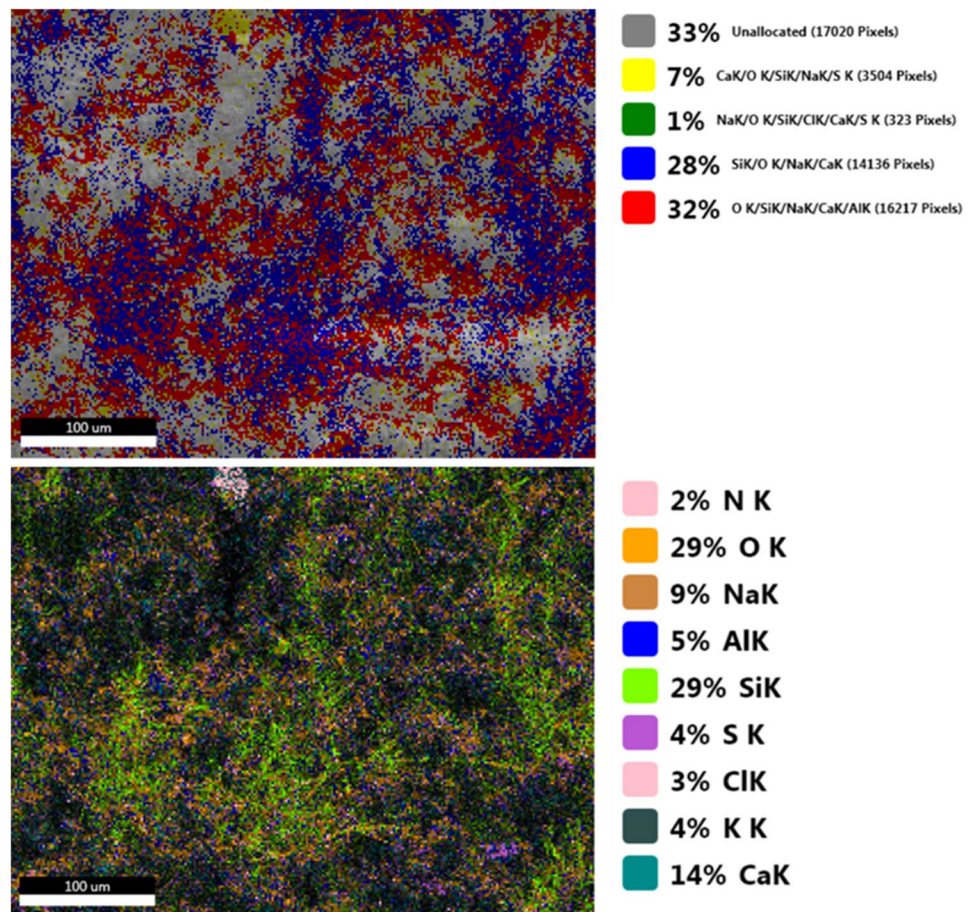 33% Unallocated (17020 Pixels)
7% CaK/O K/SiK/NaK/S K (3504 Pixels)
1% NaK/O K/SiK/ClK/CaK/S K (323 Pixels)
28% SiK/O K/NaK/CaK (14136 Pixels)
32% O K/SiK/NaK/CaK/AlK (16217 Pixels)
100 um
2% N K
29% O K
9% NaK
5% AlK
29% SiK
4% S K
3% ClK
4% K K
14% CaK
100 um